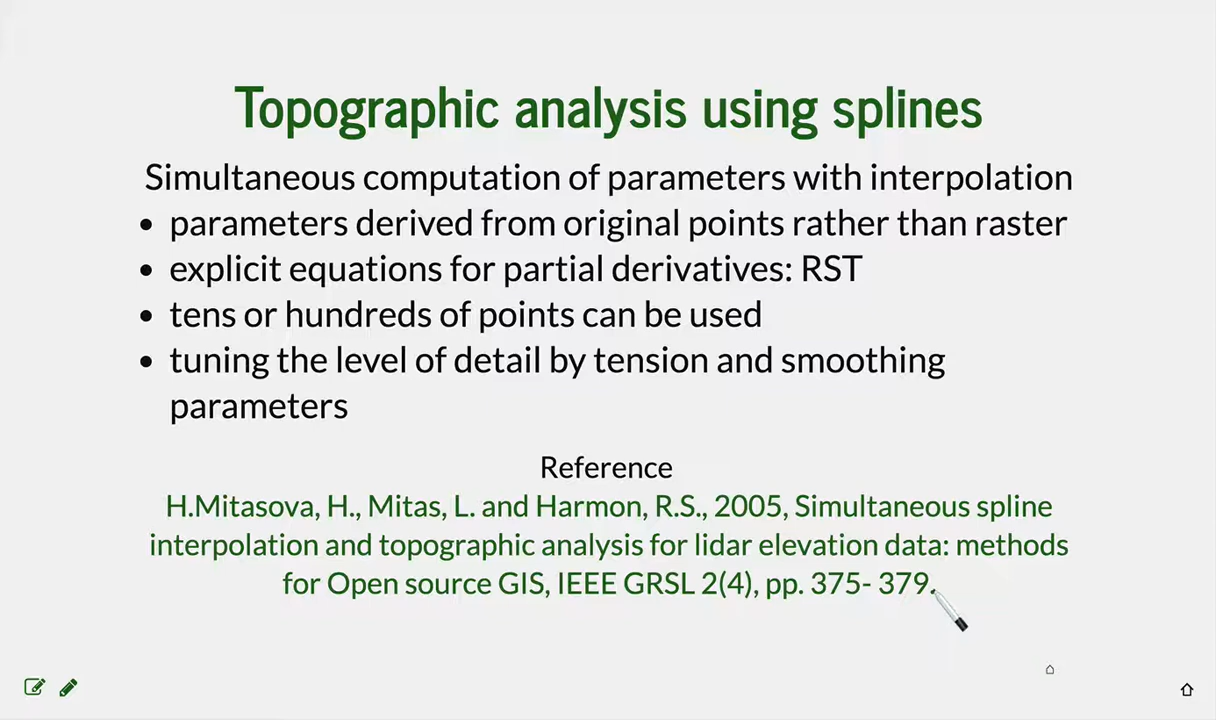 Topographic analysis using splines
Simultaneous computation of parameters with interpolation
• parameters derived from original points rather than raster
• explicit equations for partial derivatives: RST
• tens or hundreds of points can be used
• tuning the level of detail by tension and smoothing
parameters
Reference
H.Mitasova, H., Mitas, L. and Harmon, R.S., 2005, Simultaneous spline
interpolation and topographic analysis for lidar elevation data: methods
for Open source GIS, IEEE GRSL 2(4), pp. 375- 379.